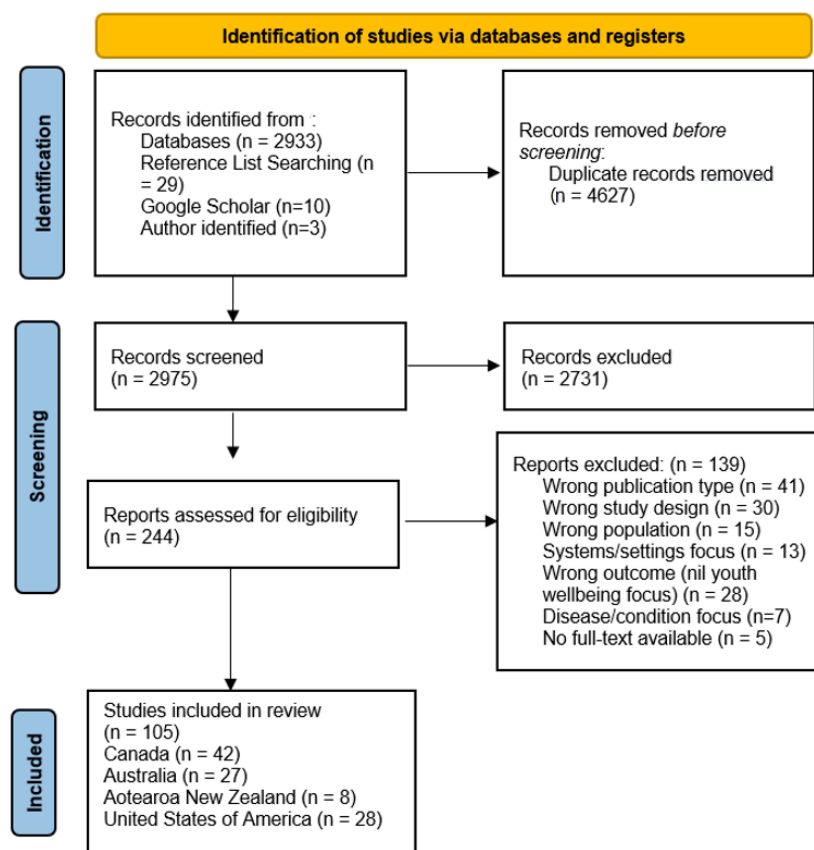 Identification of studies via databases and registers
Identification
Records identified from :
Databases (n = 2933)
Reference List Searching (n
= 29)
Google Scholar (n=10)
Author identified (n=3)
Records removed before
screening:
Duplicate records removed
(n = 4627)
Screening
Records screened
(n = 2975)
Records excluded
(n = 2731)
Reports assessed for eligibility
(n = 244)
Reports excluded: (n = 139)
Wrong publication type (n = 41)
Wrong study design (n = 30)
Wrong population (n = 15)
Systems/settings focus (n = 13)
Wrong outcome (nil youth
wellbeing focus) (n = 28)
Disease/condition focus (n=7)
No full-text available (n = 5)
Included
Studies included in review
(n = 105)
Canada (n = 42)
Australia (n = 27)
Aotearoa New Zealand (n = 8)
United States of America (n = 28)